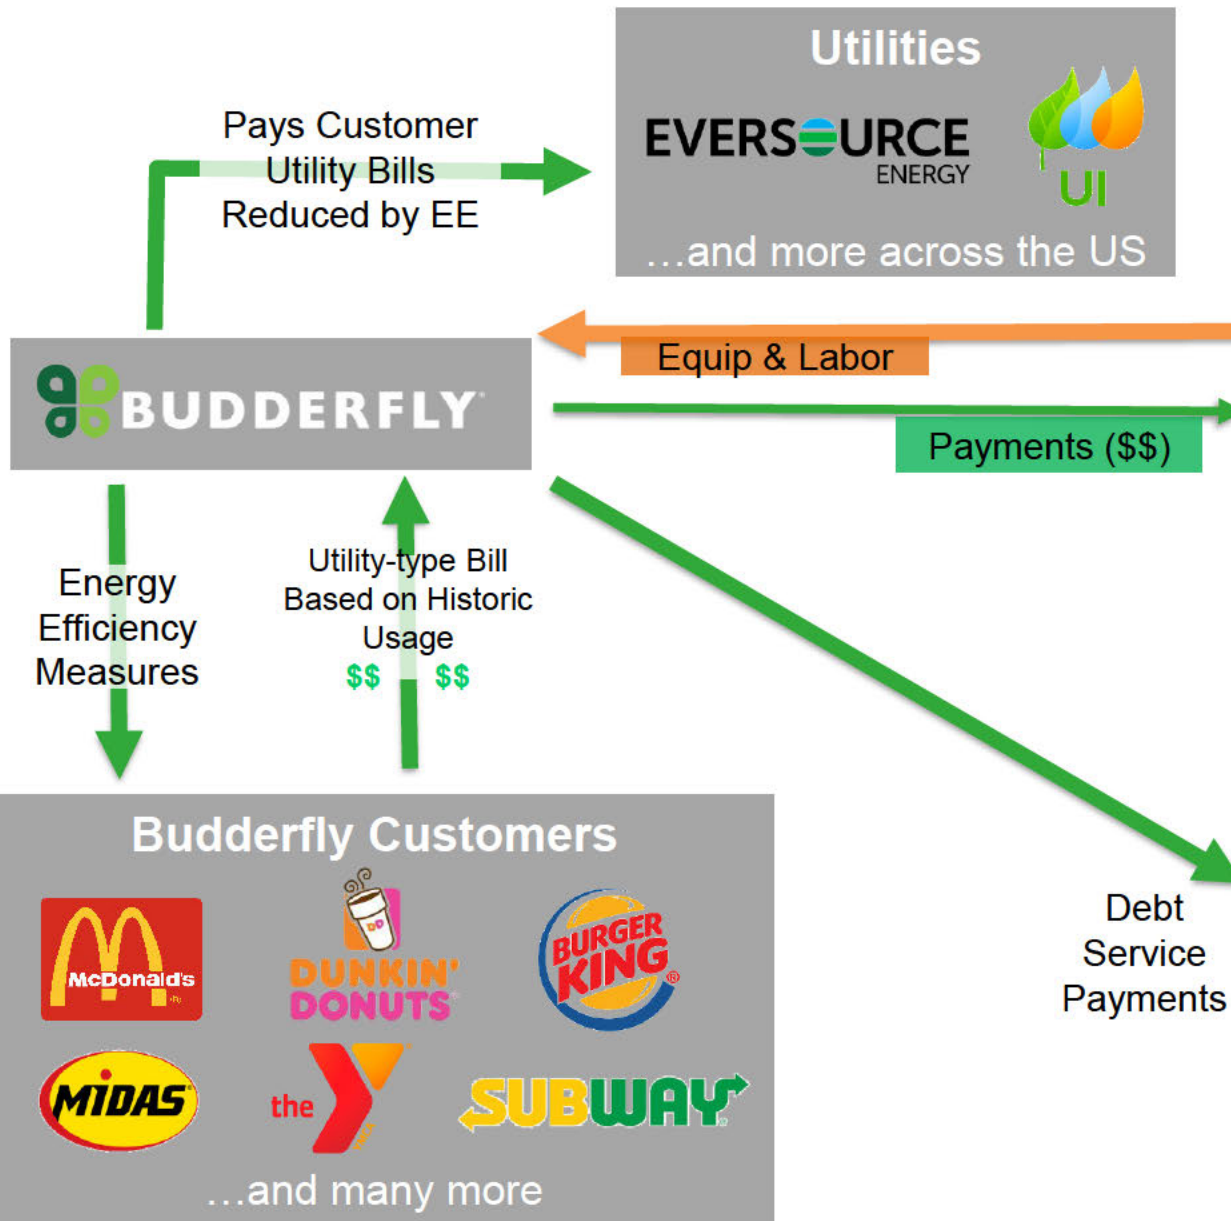 Utilities
EVERSOURCE
ENERGY
UI
...and more across the US
Pays Customer
Utility Bills
Reduced by EE
Equip & Labor
BUDDERFLY
Payments ($$)
Energy
Efficiency
Measures
Utility-type Bill
Based on Historic
Usage
$$ $$
Budderfly Customers
McDonald's
DD
DUNKIN'
DONUTS
BURGER
KING®
MIDAS
the Y
YMCA
SUBWAY
...and many more
Debt
Service
Payments